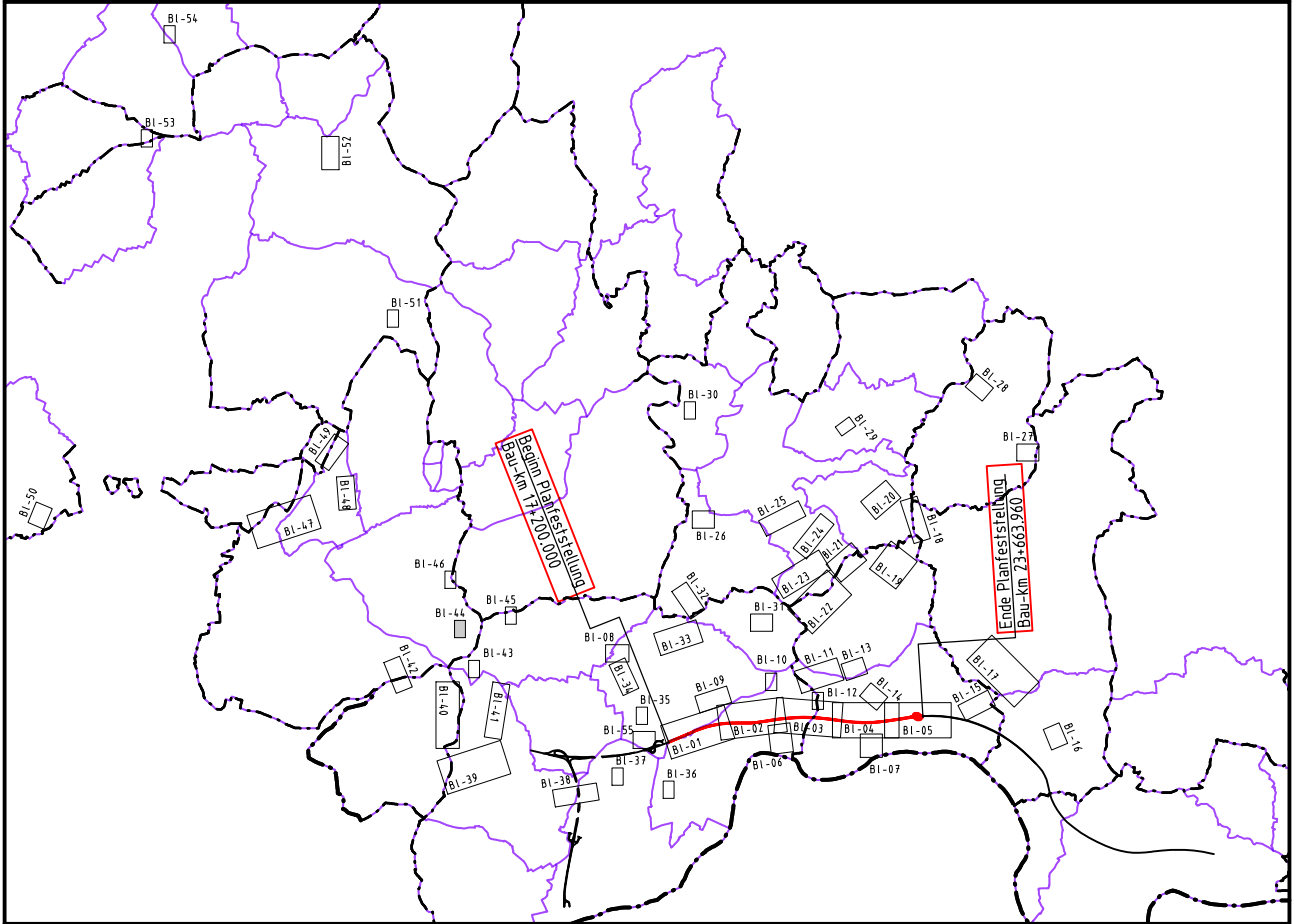 Bl-54
Bl-53
Bl-52
Bl-51
Bl-30
Bl-28
Bl-29
Bl-27
Bl-49
Bl-48
Bl-47
Bl-50
Beginn Planfeststellung
Bau-km 17+200.000
Ende Planfeststellung
Bau-km 23+663.960
Bl-25
Bl-20
Bl-18
Bl-26
Bl-24
Bl-21
Bl-19
Bl-23
Bl-22
Bl-46
Bl-45
Bl-44
Bl-32
Bl-31
Bl-33
Bl-08
Bl-43
Bl-42
Bl-34
Bl-10
Bl-11
Bl-13
Bl-17
Bl-40
Bl-41
Bl-35
Bl-09
Bl-12
Bl-14
Bl-15
Bl-16
Bl-55
Bl-01
Bl-02
Bl-03
Bl-04
Bl-05
Bl-06
Bl-07
Bl-39
Bl-38
Bl-37
Bl-36